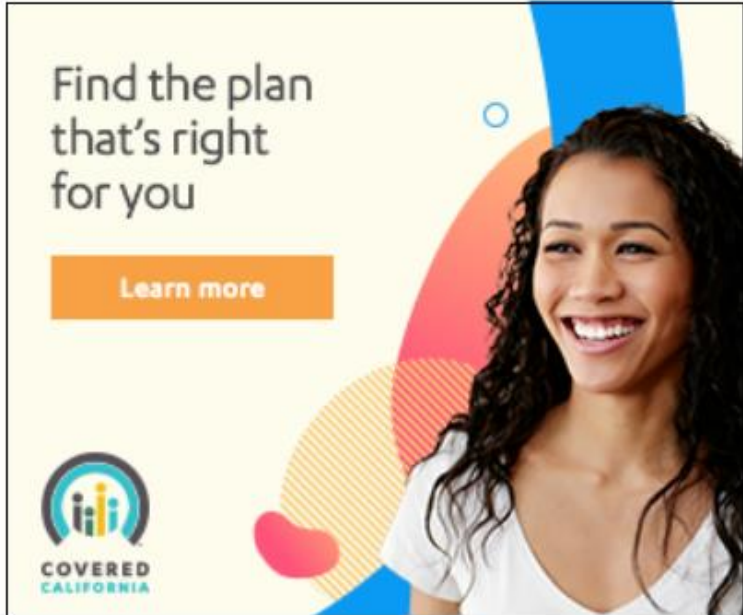 Find the plan
that's right
for you
Learn more
COVERED
CALIFORNIA